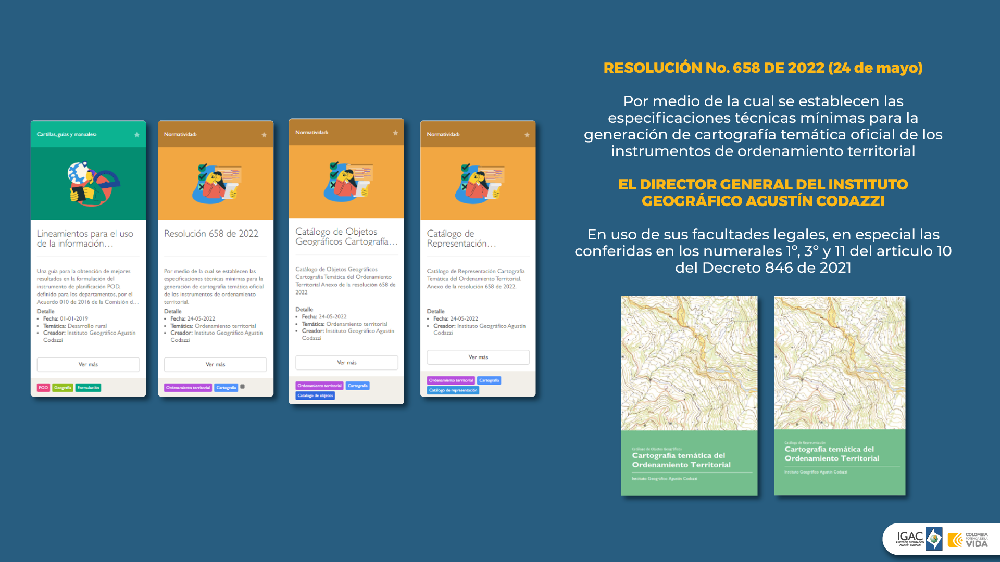 Cartillas, guías y manuales›
Lineamientos para el uso
de la información...
Una guía para la obtención de mejores
resultados en la formulación del
instrumento de planificación POD,
definido para los departamentos, por el
Acuerdo 010 de 2016 de la Comisión d...
Detalle
• Fecha: 01-01-2019
• Temática: Desarrollo rural
• Creador: Instituto Geográfico Agustín
Codazzi
Ver más
POD Geografía Formulación
Normatividad›
Resolución 658 de 2022
Por medio de la cual se establecen las
especificaciones técnicas mínimas para la
generación de cartografía temática oficial
de los instrumentos de ordenamiento
territorial.
Detalle
• Fecha: 24-05-2022
• Temática: Ordenamiento territorial
• Creador: Instituto Geográfico Agustín
Codazzi
Ver más
Ordenamiento territorial Cartografía
Normatividad›
Catálogo de Objetos
Geográficos Cartografía...
Catálogo de Objetos Geográficos
Cartografía Temática del Ordenamiento
Territorial Anexo de la resolución 658 de
2022
Detalle
• Fecha: 24-05-2022
• Temática: Ordenamiento territorial
• Creador: Instituto Geográfico Agustín
Codazzi
Ver más
Ordenamiento territorial Cartografía
Catalogo de objetos
Normatividad›
Catálogo de
Representación...
Catálogo de Representación Cartografía
Temática del Ordenamiento Territorial.
Anexo de la resolución 658 de 2022.
Detalle
• Fecha: 24-05-2022
• Creador: Instituto Geográfico Agustín
Codazzi
Ver más
Ordenamiento territorial Cartografía
Catálogo de representación
RESOLUCIÓN No. 658 DE 2022 (24 de mayo)
Por medio de la cual se establecen las
especificaciones técnicas mínimas para la
generación de cartografía temática oficial de los
instrumentos de ordenamiento territorial
EL DIRECTOR GENERAL DEL INSTITUTO
GEOGRÁFICO AGUSTÍN CODAZZI
En uso de sus facultades legales, en especial las
conferidas en los numerales 1º, 3º y 11 del articulo 10
del Decreto 846 de 2021
Catálogo de Objetos Geográficos
Cartografía temática del
Ordenamiento Territorial
Instituto Geográfico Agustín Codazzi
Catálogo de Representación
Cartografía temática del
Ordenamiento Territorial
Instituto Geográfico Agustín Codazzi
IGAC
INSTITUTO GEOGRÁFICO
AGUSTÍN CODAZZI
COLOMBIA
POTENCIA DE LA
VIDA